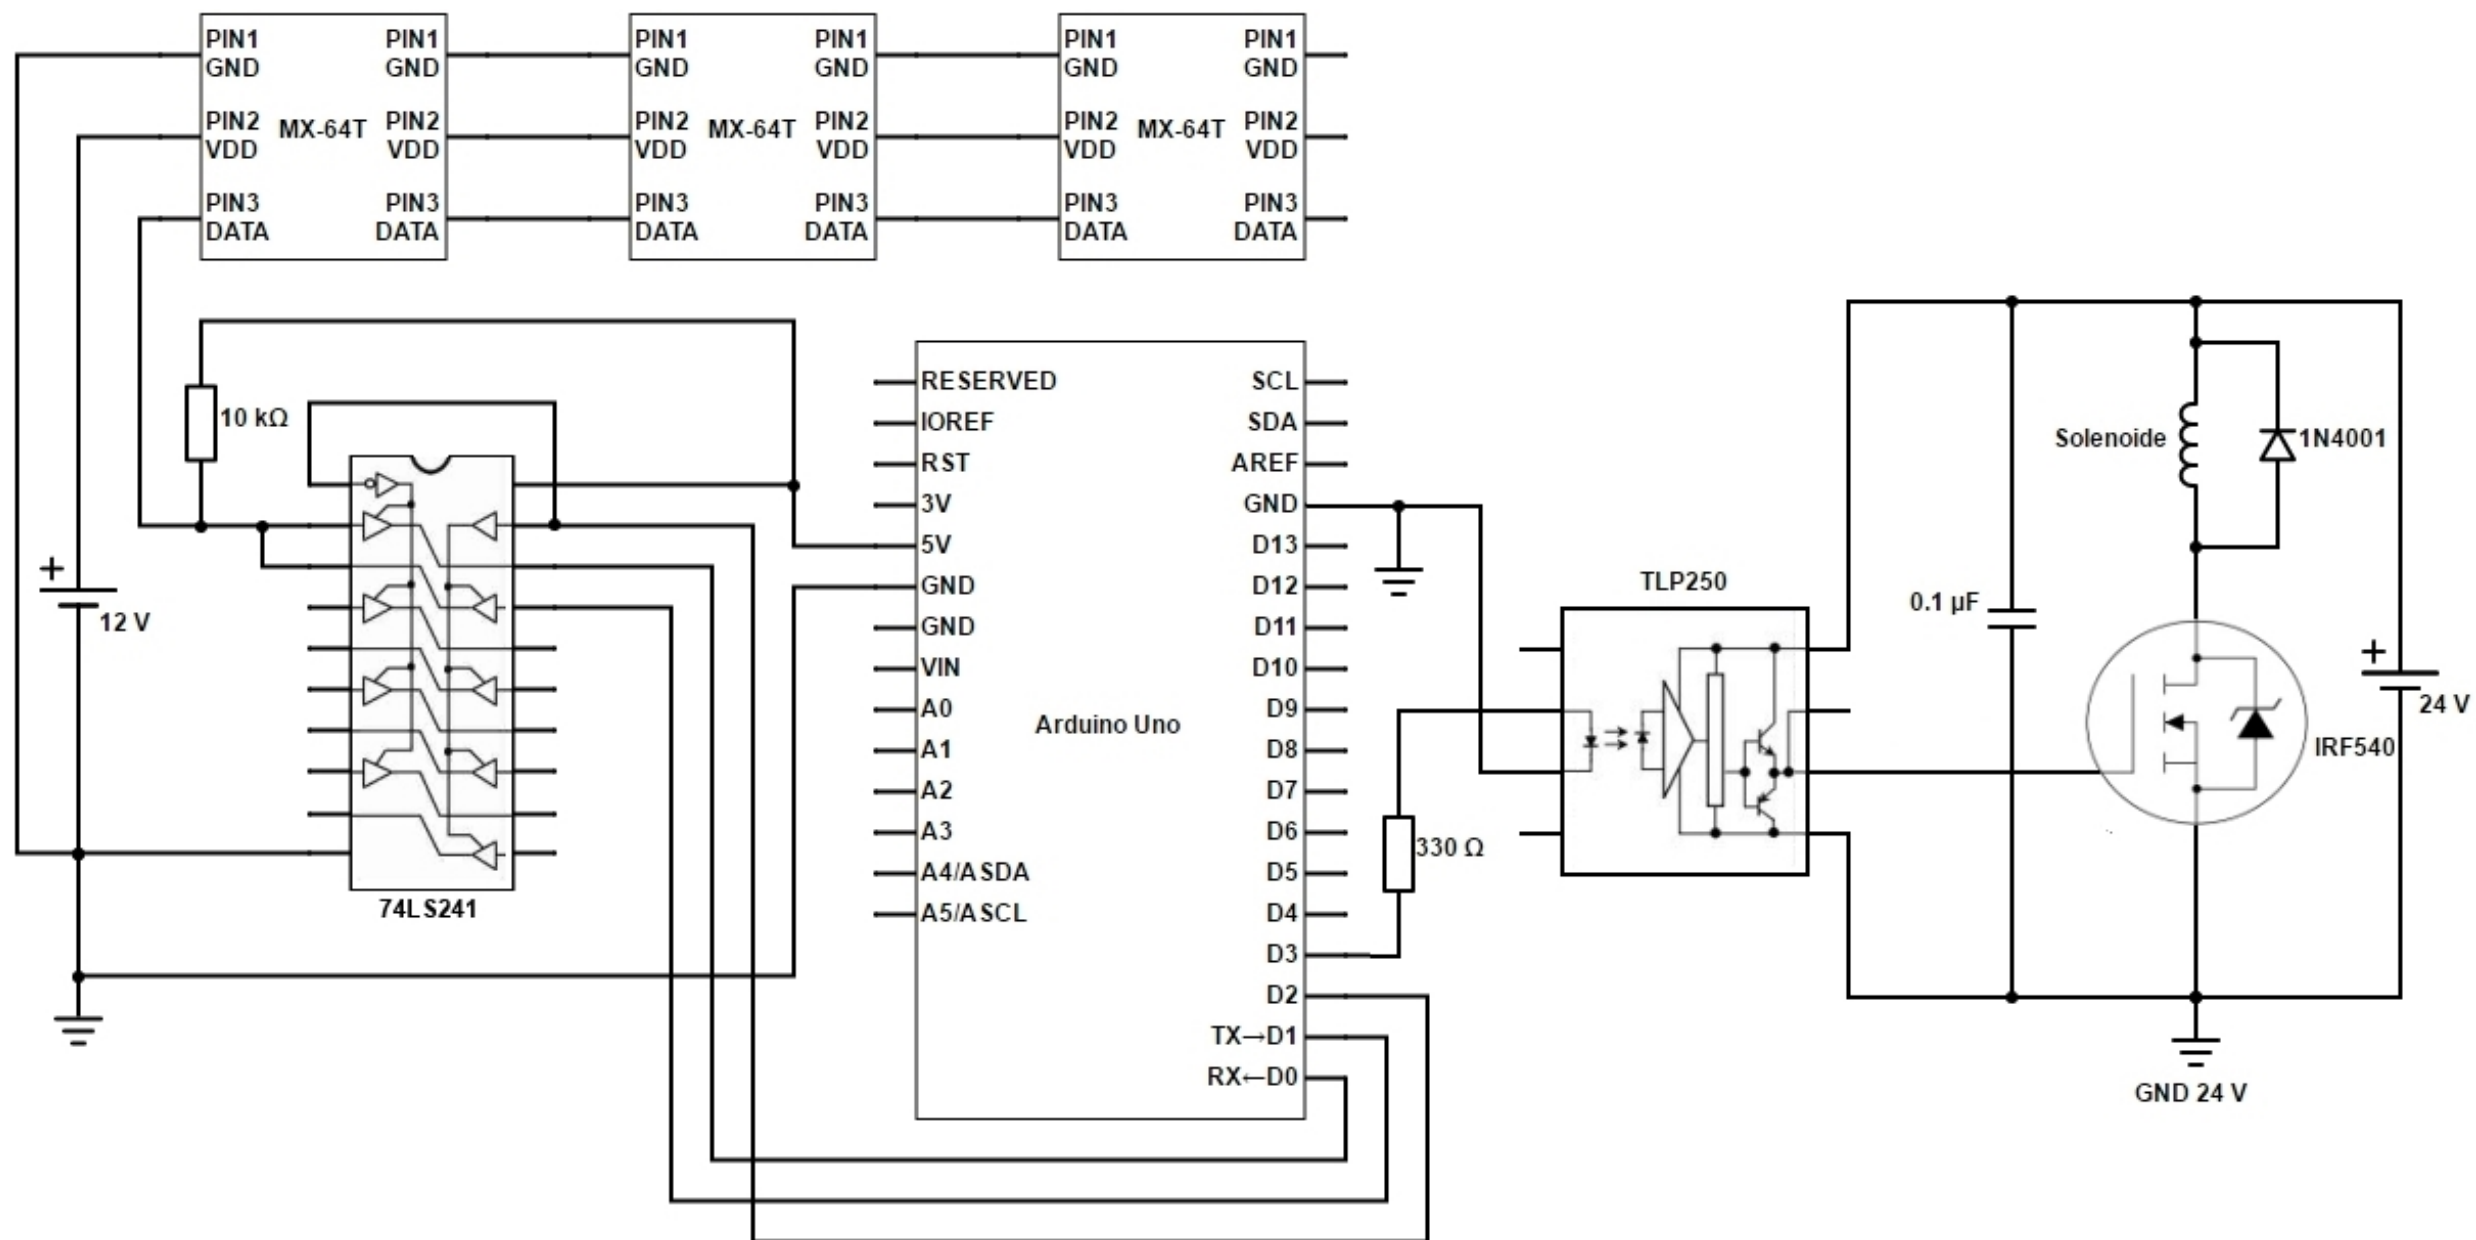 PIN1
GND
PIN2
VDD
PIN3
DATA
MX-64T
PIN1
GND
PIN2
VDD
PIN3
DATA
PIN1
GND
PIN2
VDD
PIN3
DATA
MX-64T
PIN1
GND
PIN2
VDD
PIN3
DATA
PIN1
GND
PIN2
VDD
PIN3
DATA
MX-64T
PIN1
GND
PIN2
VDD
PIN3
DATA
10 kΩ
+
12 V
74LS241
RESERVED
IOREF
RST
3V
5V
GND
GND
VIN
A0
A1
A2
A3
A4/ASDA
A5/ASCL
Arduino Uno
SCL
SDA
AREF
GND
D13
D12
D11
D10
D9
D8
D7
D6
D5
D4
D3
D2
TX→D1
RX←D0
330 Ω
TLP250
0.1 µF
Solenoide
1N4001
IRF540
+
24 V
GND 24 V